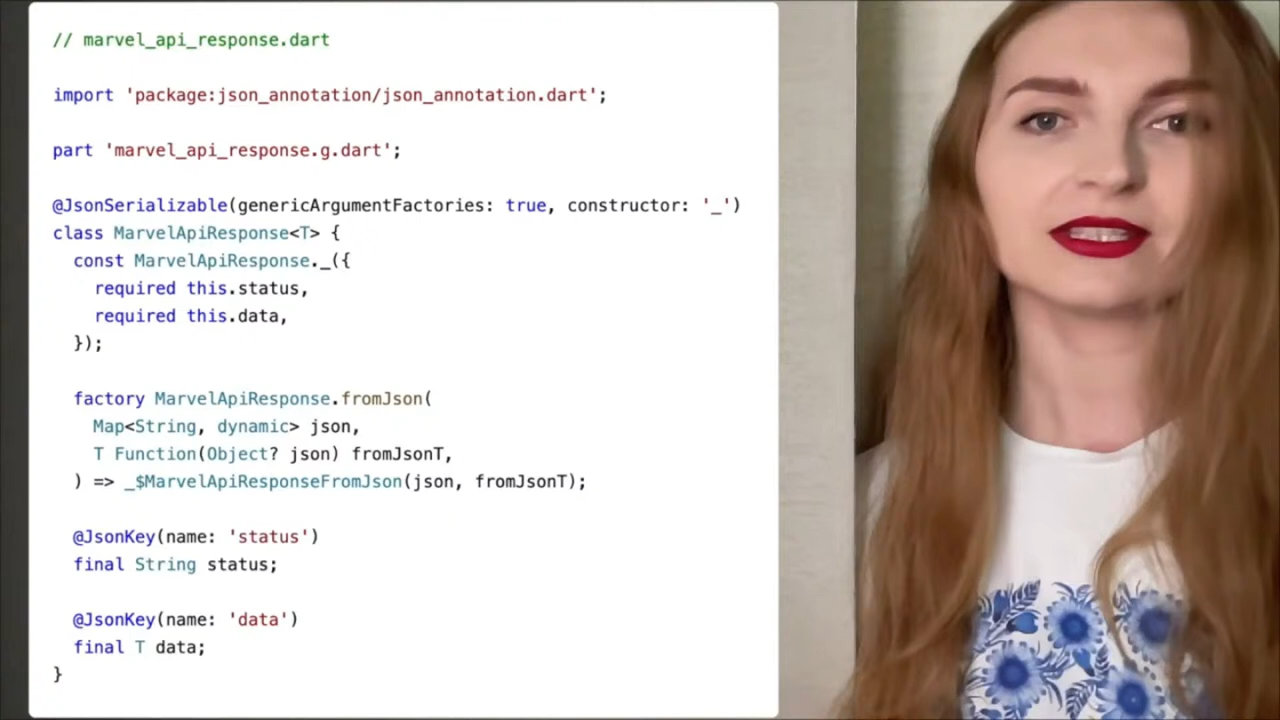 // marvel_api_response.dart
import 'package:json_annotation/json_annotation.dart';
part 'marvel_api_response.g.dart';
@JsonSerializable(genericArgumentFactories: true, constructor: '_')
class MarvelApiResponse<T> {
const MarvelApiResponse._({
required this.status,
required this.data,
});
factory MarvelApiResponse.fromJson(
Map<String, dynamic> json,
T Function(Object? json) fromJsonT,
) => _$MarvelApiResponseFromJson(json, fromJsonT);
@JsonKey(name: 'status')
final String status;
@JsonKey(name: 'data')
final T data;
}